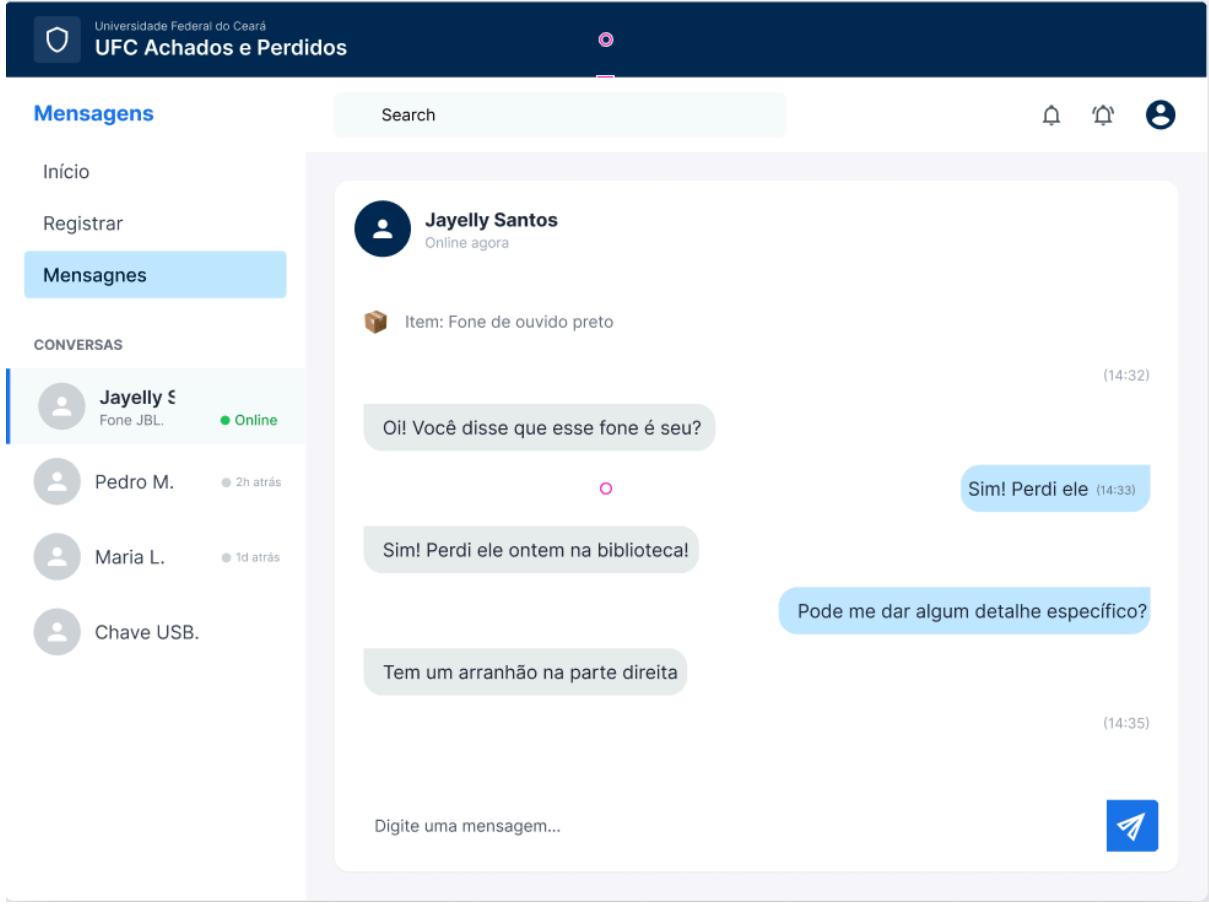 Universidade Federal do Ceará
UFC Achados e Perdidos
Mensagens
Search
Início
Registrar
Mensagnes
CONVERSAS
Jayelly S
Fone JBL.
Online
Pedro M.
2h atrás
Maria L.
1d atrás
Chave USB.
Jayelly Santos
Online agora
Item: Fone de ouvido preto
(14:32)
Oi! Você disse que esse fone é seu?
Sim! Perdi ele (14:33)
Sim! Perdi ele ontem na biblioteca!
Pode me dar algum detalhe específico?
Tem um arranhão na parte direita
(14:35)
Digite uma mensagem...